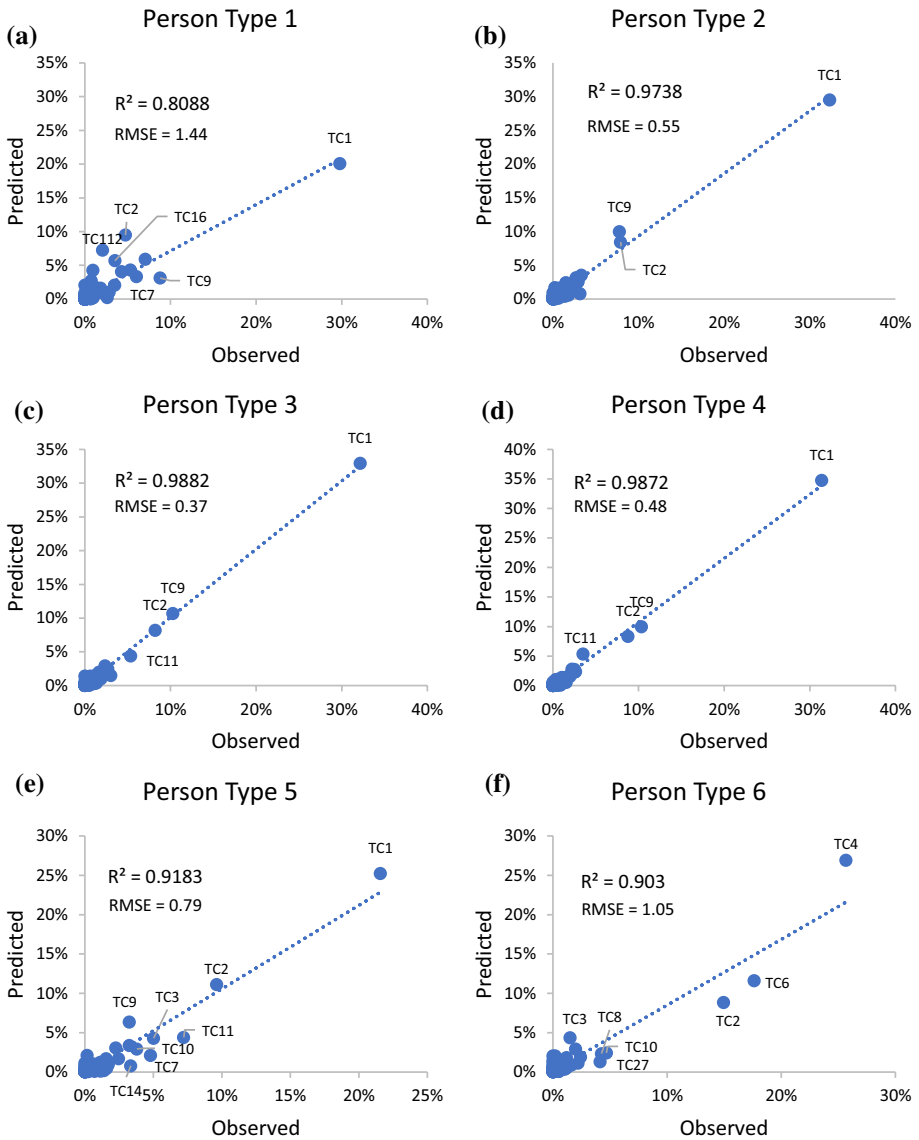 (a)
Person Type 1
35%
30%
25%
20%
15%
10%
5%
0%
Predicted
R² = 0.8088
RMSE = 1.44
TC1
TC2
TC16
TC112
TC9
TC7
0%
10%
20%
30%
40%
Observed
(b)
Person Type 2
35%
30%
25%
20%
15%
10%
5%
0%
Predicted
R² = 0.9738
RMSE = 0.55
TC1
TC9
TC2
0%
10%
20%
30%
40%
Observed
(c)
Person Type 3
35%
30%
25%
20%
15%
10%
5%
0%
Predicted
R² = 0.9882
RMSE = 0.37
TC1
TC9
TC2
TC11
0%
10%
20%
30%
40%
Observed
(d)
Person Type 4
40%
35%
30%
25%
20%
15%
10%
5%
0%
Predicted
R² = 0.9872
RMSE = 0.48
TC1
TC9
TC2
TC11
0%
10%
20%
30%
40%
Observed
(e)
Person Type 5
30%
25%
20%
15%
10%
5%
0%
Predicted
R² = 0.9183
RMSE = 0.79
TC1
TC2
TC9
TC3
TC11
TC10
TC7
TC14
0%
5%
10%
15%
20%
25%
Observed
(f)
Person Type 6
30%
25%
20%
15%
10%
5%
0%
Predicted
R² = 0.903
RMSE = 1.05
TC4
TC6
TC2
TC3
TC8
TC10
TC27
0%
10%
20%
30%
Observed